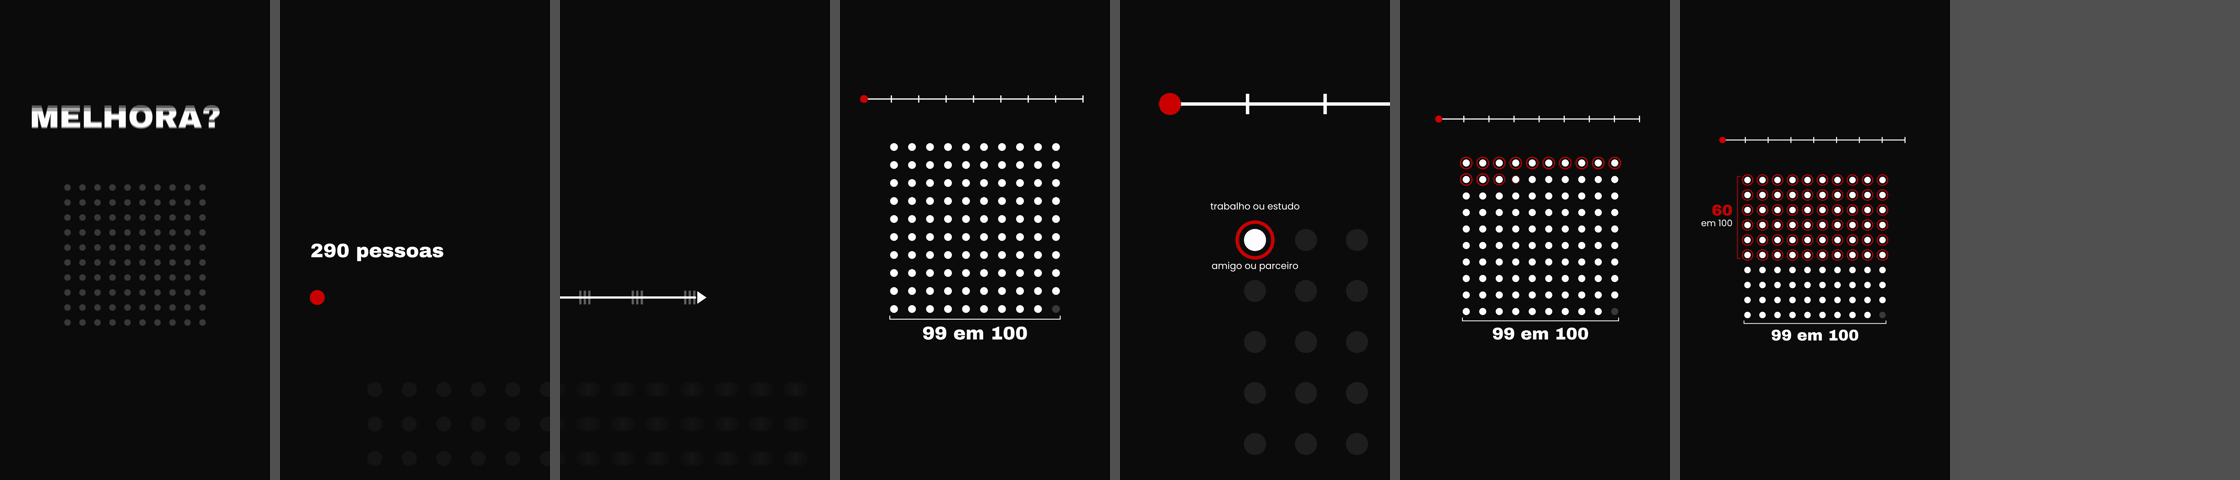 MELHORA?
290 pessoas
99 em 100
trabalho ou estudo
amigo ou parceiro
99 em 100
60
em 100
99 em 100